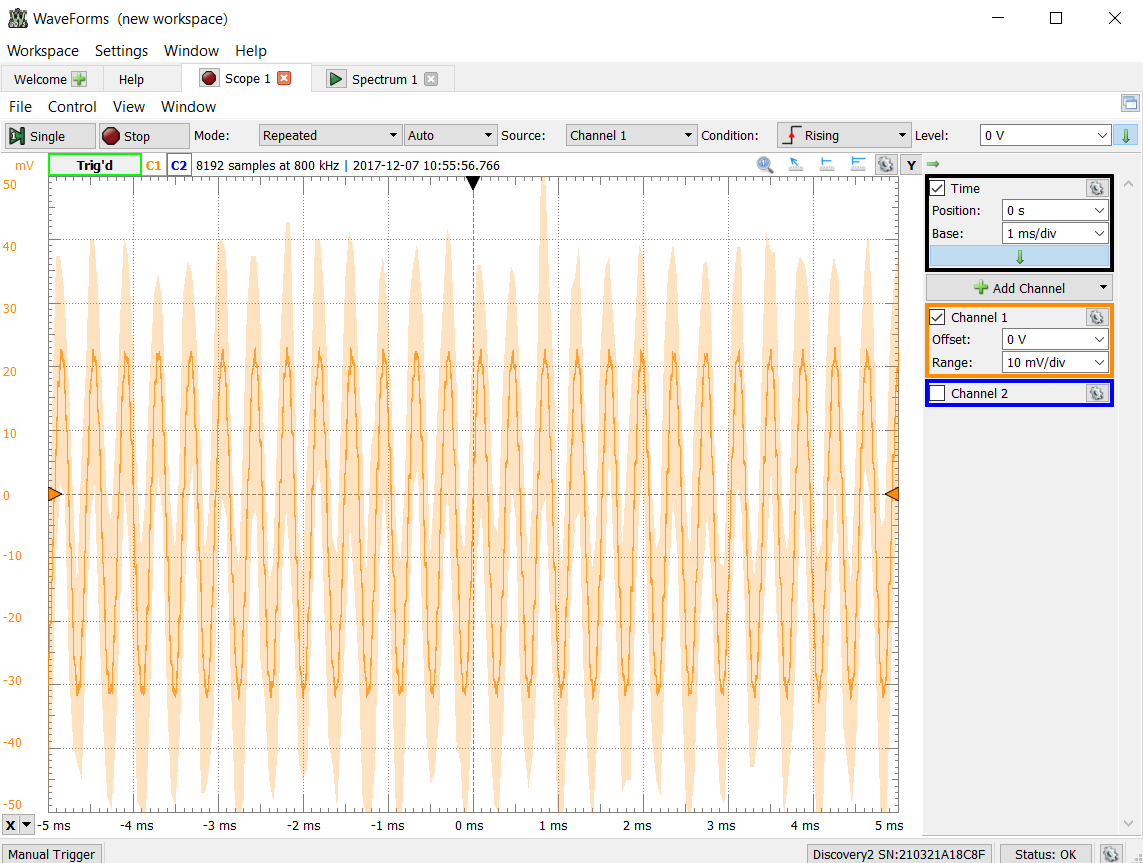 WaveForms (new workspace)
Workspace Settings Window Help
Welcome Help Scope 1 Spectrum 1
File Control View Window
Single Stop Mode: Repeated Auto Source: Channel 1 Condition: Rising Level: 0 V
mV Trig'd C1 C2 8192 samples at 800 kHz | 2017-12-07 10:55:56.766 Y
50
40
30
20
10
0
-10
-20
-30
-40
-50
X -5 ms -4 ms -3 ms -2 ms -1 ms 0 ms 1 ms 2 ms 3 ms 4 ms 5 ms
Time
Position: 0 s
Base: 1 ms/div
Add Channel
Channel 1
Offset: 0 V
Range: 10 mV/div
Channel 2
Manual Trigger Discovery2 SN:210321A18C8F Status: OK